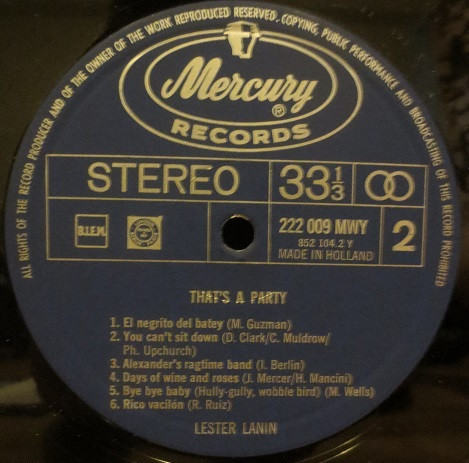 ALL RIGHTS OF THE RECORD PRODUCER AND OF THE OWNER OF THE WORK REPRODUCED RESERVED. COPYING, PUBLIC PERFORMANCE AND BROADCASTING OF THIS RECORD PROHIBITED
Mercury ®
RECORDS
STEREO 33 1/3
B.I.E.M. 222 009 MWY 2
852 104.2 Y
MADE IN HOLLAND
THAT'S A PARTY
1. El negrito del batey (M. Guzman)
2. You can't sit down (D. Clark/C. Muldrow/
Ph. Upchurch)
3. Alexander's ragtime band (I. Berlin)
4. Days of wine and roses (J. Mercer/H. Mancini)
5. Bye bye baby (Hully-gully, wobble bird) (M. Wells)
6. Rico vacilón (R. Ruiz)
LESTER LANIN